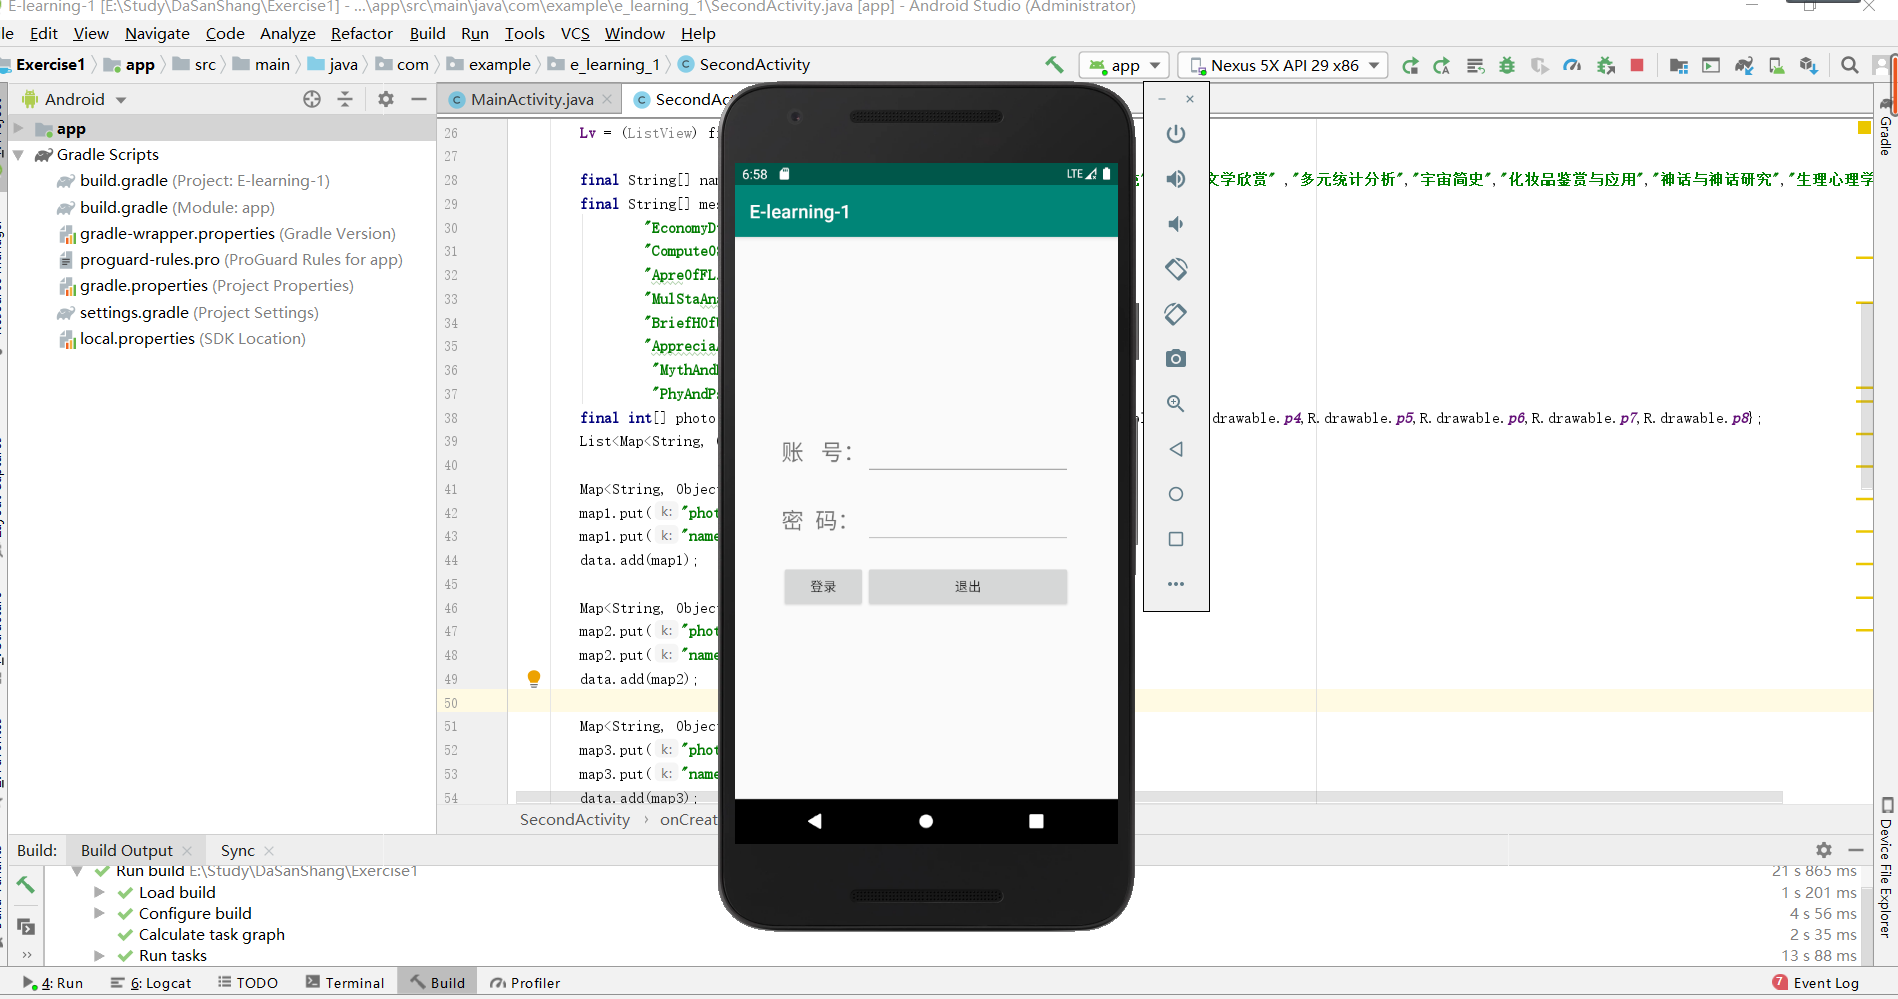 E-learning-1 [E:\Study\DaSanShang\Exercise1] - ...\app\src\main\java\com\example\e_learning_1\SecondActivity.java [app] - Android Studio (Administrator)
le Edit View Navigate Code Analyze Refactor Build Run Tools VCS Window Help
Exercise1 app src main java com example e_learning_1 SecondActivity app Nexus 5X API 29 x86
Android
MainActivity.java SecondAc
app
Gradle Scripts
build.gradle (Project: E-learning-1)
build.gradle (Module: app)
gradle-wrapper.properties (Gradle Version)
proguard-rules.pro (ProGuard Rules for app)
gradle.properties (Project Properties)
settings.gradle (Project Settings)
local.properties (SDK Location)
26 Lv = (ListView) fi
27
28 final String[] nam 文学欣赏" ,"多元统计分析","宇宙简史","化妆品鉴赏与应用","神话与神话研究","生理心理学
29 final String[] mes
30 "EconomyD
31 "ComputeOS
32 "ApreOfFL
33 "MulStaAna
34 "BriefHOf
35 "Apprecia
36 "MythAnd
37 "PhyAndPs
38 final int[] photo drawable.p4,R.drawable.p5,R.drawable.p6,R.drawable.p7,R.drawable.p8};
39 List<Map<String, 
40
41 Map<String, Objec
42 map1.put( k: "phot
43 map1.put( k: "name
44 data.add(map1);
45
46 Map<String, Objec
47 map2.put( k: "phot
48 map2.put( k: "name
49 data.add(map2);
50
51 Map<String, Objec
52 map3.put( k: "phot
53 map3.put( k: "name
54 data.add(map3);
SecondActivity › onCreat
6:58 LTE
E-learning-1
账 号：
密 码：
登录 退出
Gradle
Device File Explorer
Build: Build Output Sync
Run build E:\Study\DaSanShang\Exercise1 21 s 865 ms
Load build 1 s 201 ms
Configure build 4 s 56 ms
Calculate task graph 2 s 35 ms
Run tasks 13 s 88 ms
4: Run 6: Logcat TODO Terminal Build Profiler 7 Event Log